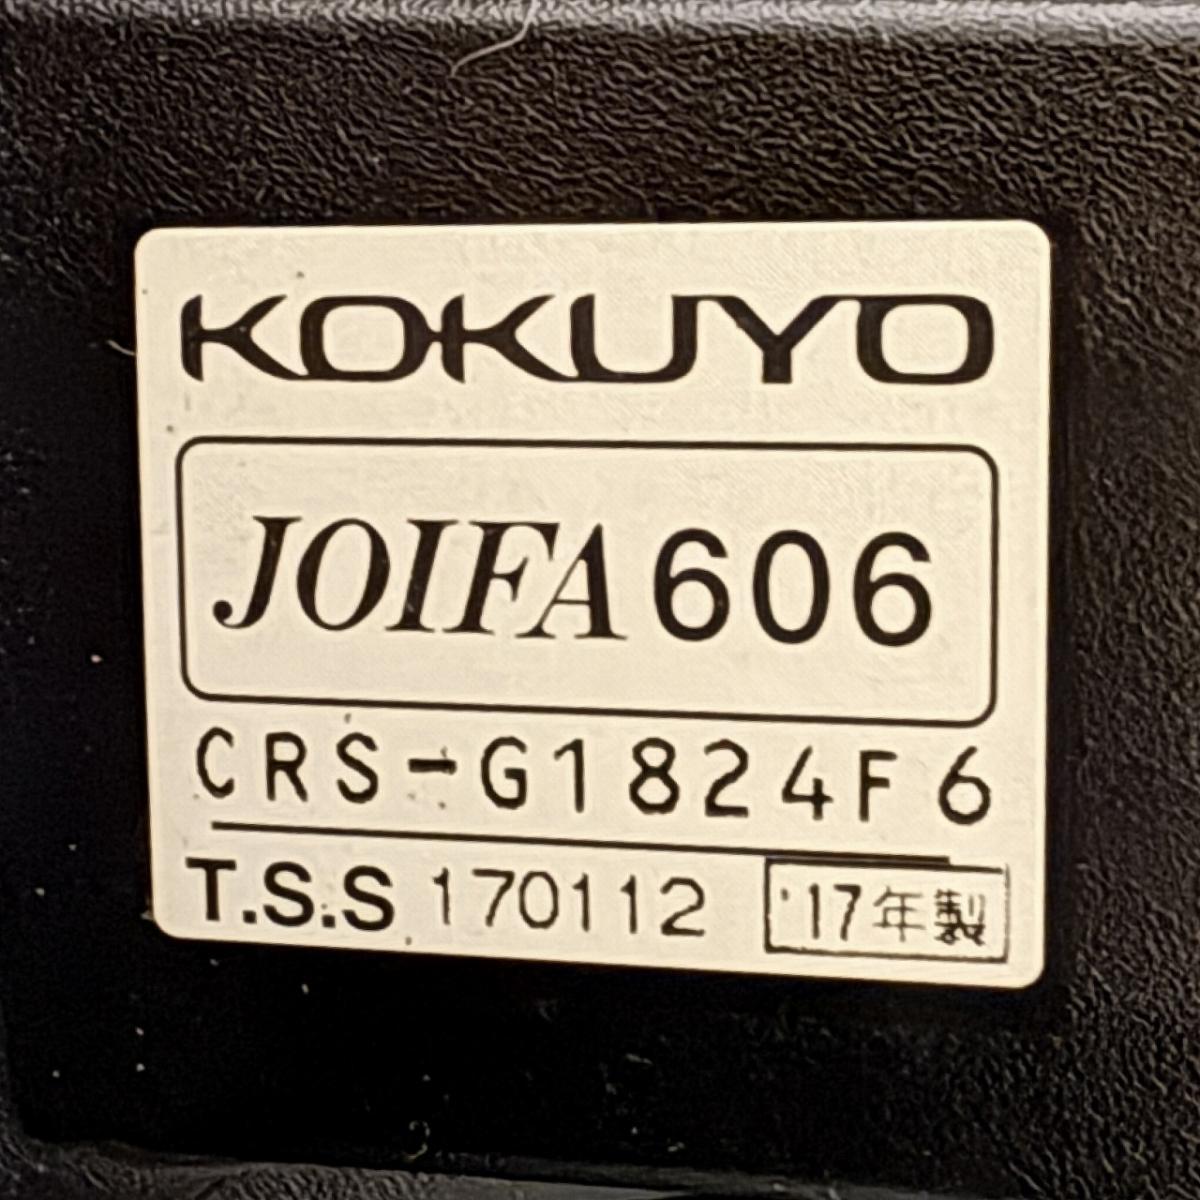 KOKUYO
JOIFA 606
CRS-G1824F6
T.S.S 170112 '17年製